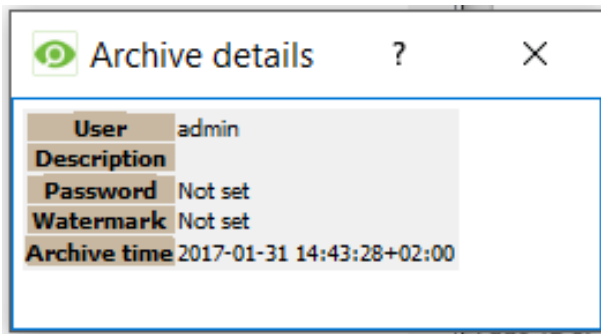 Archive details ?
User admin
Description
Password Not set
Watermark Not set
Archive time 2017-01-31 14:43:28+02:00